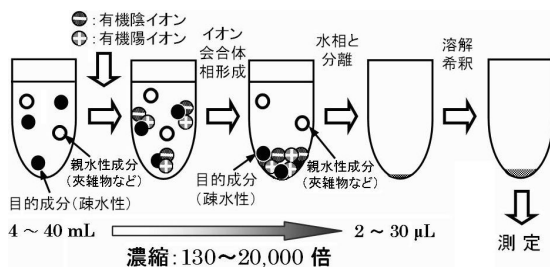 ：有機陰イオン
：有機陽イオン
イオン
会合体
相形成
水相と
分離
溶解
希釈
親水性成分
（夾雑物など）
目的成分（疎水性）
目的成分
（疎水性）
親水性成分
（夾雑物など）
測 定
4 ～ 40 mL
2 ～ 30 µL
濃縮：130～20,000 倍